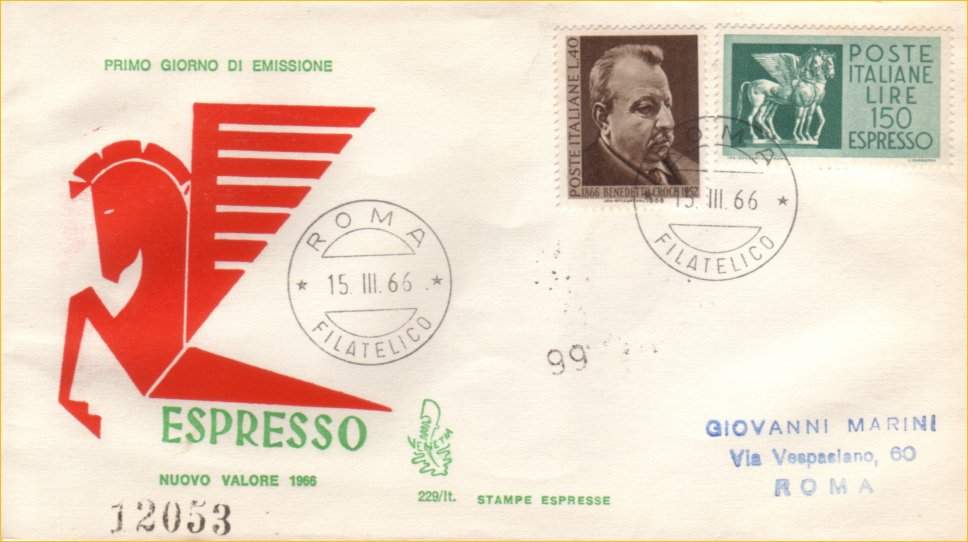 PRIMO GIORNO DI EMISSIONE
POSTE ITALIANE L.40
1866 BENEDETTO CROCE 1952
POSTE
ITALIANE
LIRE
150
ESPRESSO
ROMA
15.III.66
FILATELICO
ROMA
15.III.66
FILATELICO
99
ESPRESSO
NUOVO VALORE 1966
12053
VENETIA
229/It.
STAMPE ESPRESSE
GIOVANNI MARINI
Via Vespasiano, 60
ROMA